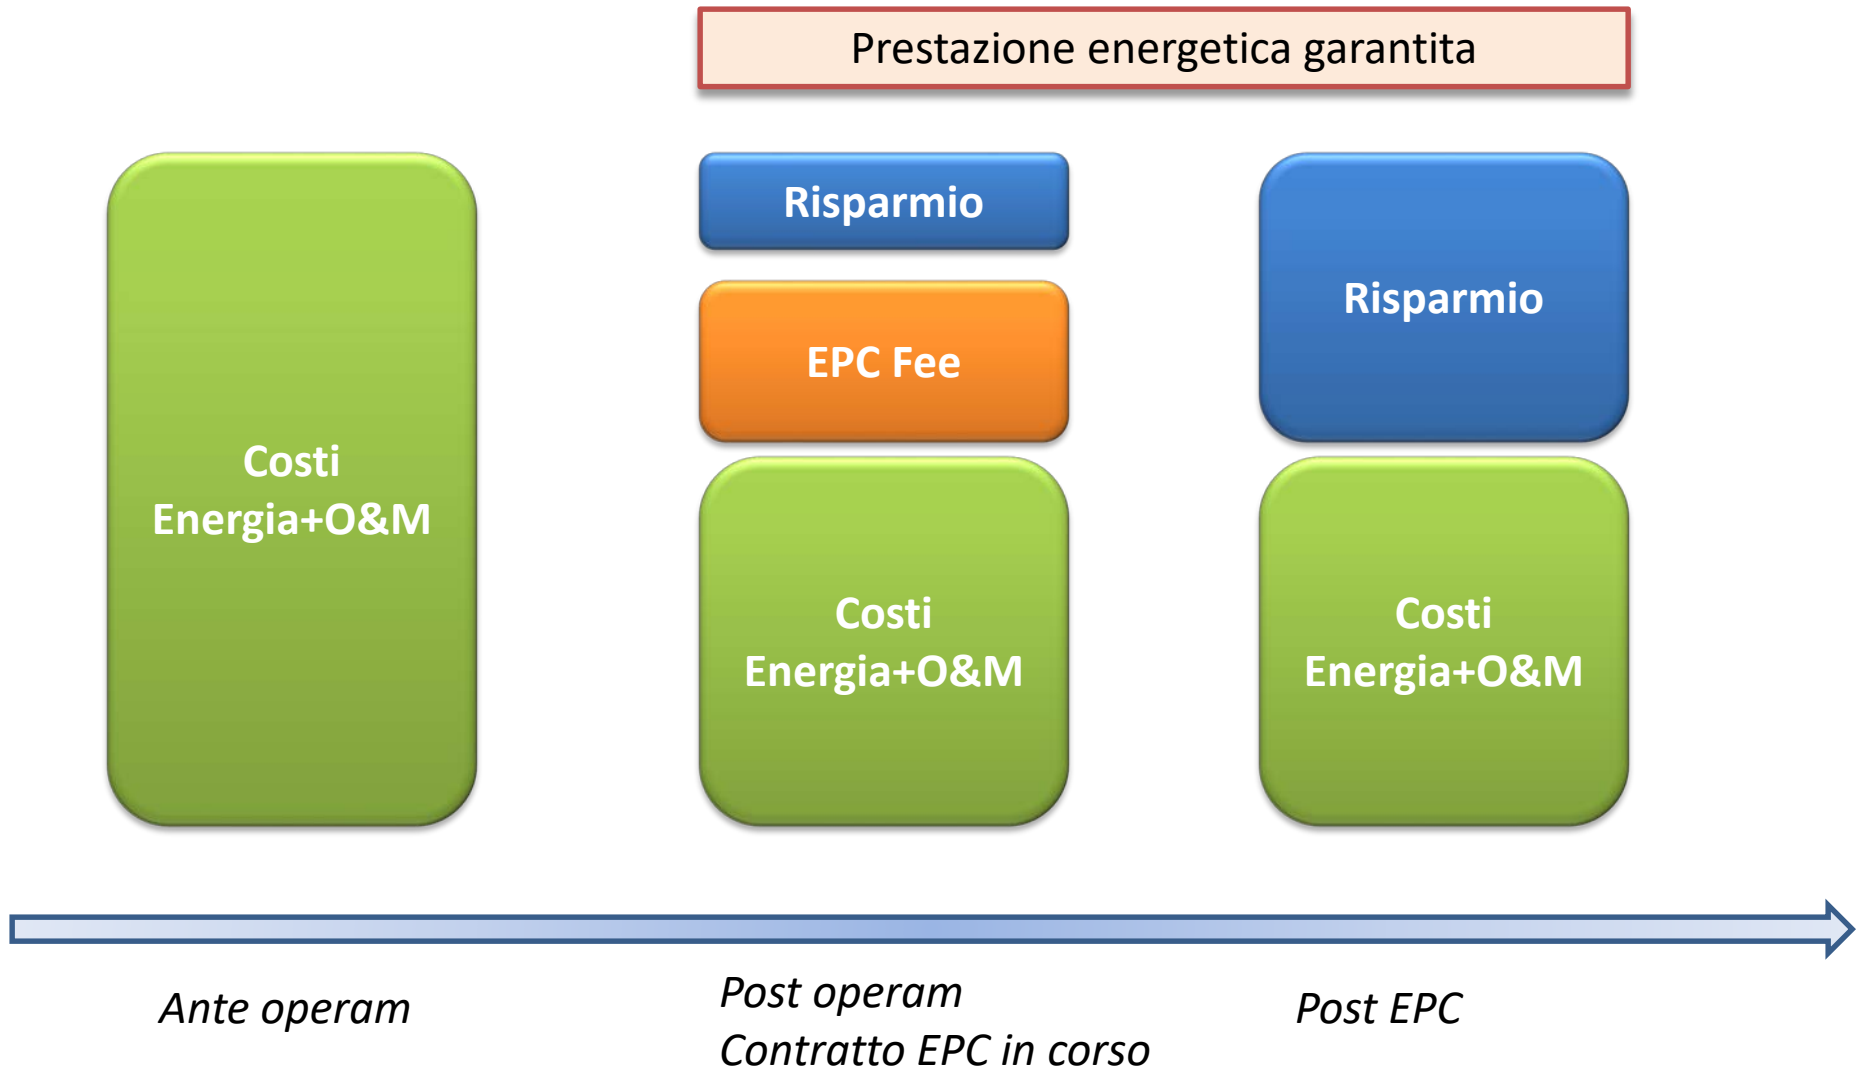 Prestazione energetica garantita
Costi
Energia+O&M
Risparmio
EPC Fee
Costi
Energia+O&M
Risparmio
Costi
Energia+O&M
Ante operam
Post operam
Contratto EPC in corso
Post EPC